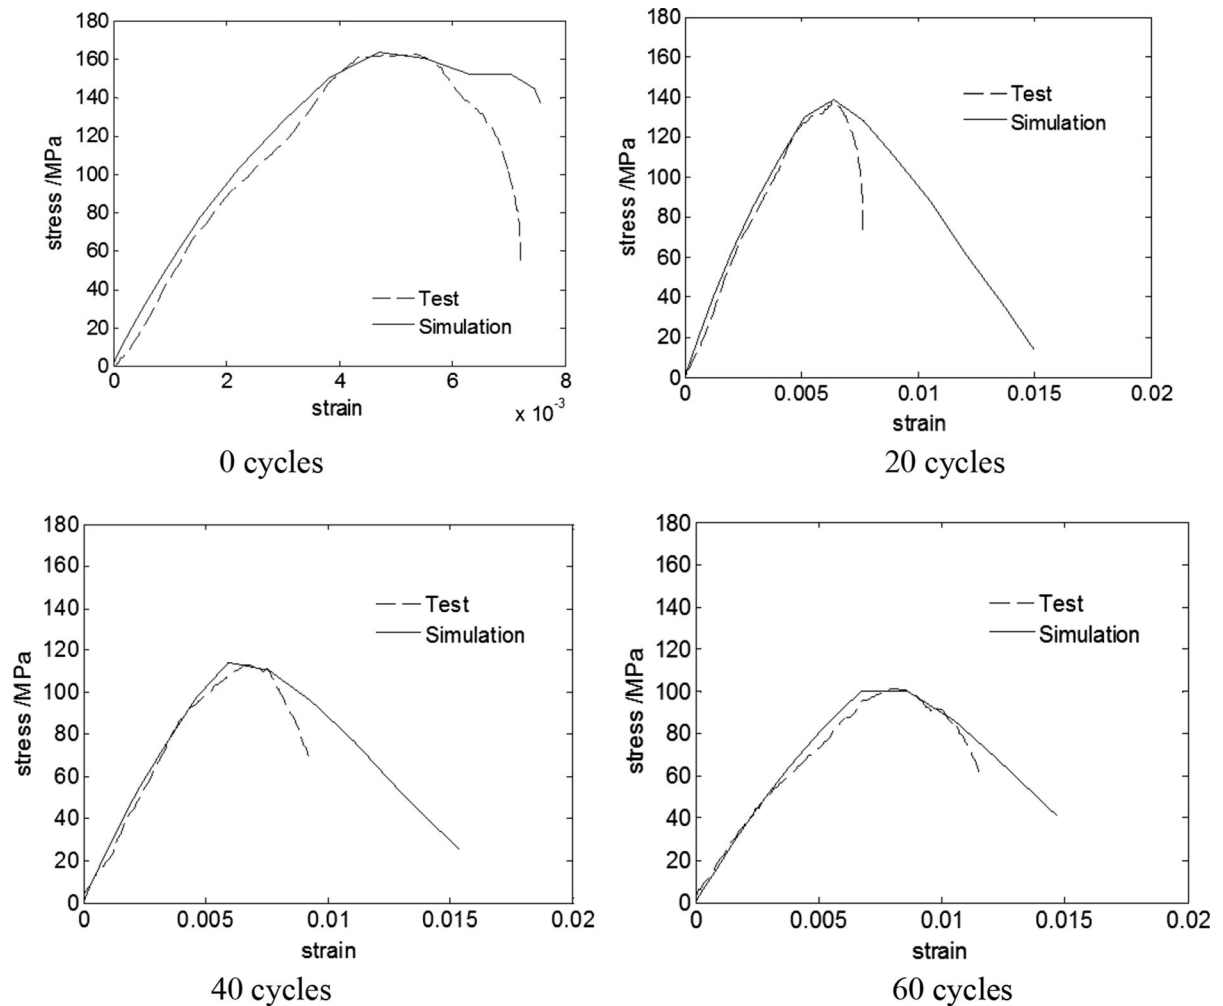 180
160
140
120
100
80
60
40
20
0
stress /MPa
Test
Simulation
0 2 4 6 8
strain
x 10⁻³
0 cycles
180
160
140
120
100
80
60
40
20
0
stress /MPa
Test
Simulation
0 0.005 0.01 0.015 0.02
strain
20 cycles
180
160
140
120
100
80
60
40
20
0
stress /MPa
Test
Simulation
0 0.005 0.01 0.015 0.02
strain
40 cycles
180
160
140
120
100
80
60
40
20
0
stress /MPa
Test
Simulation
0 0.005 0.01 0.015 0.02
strain
60 cycles